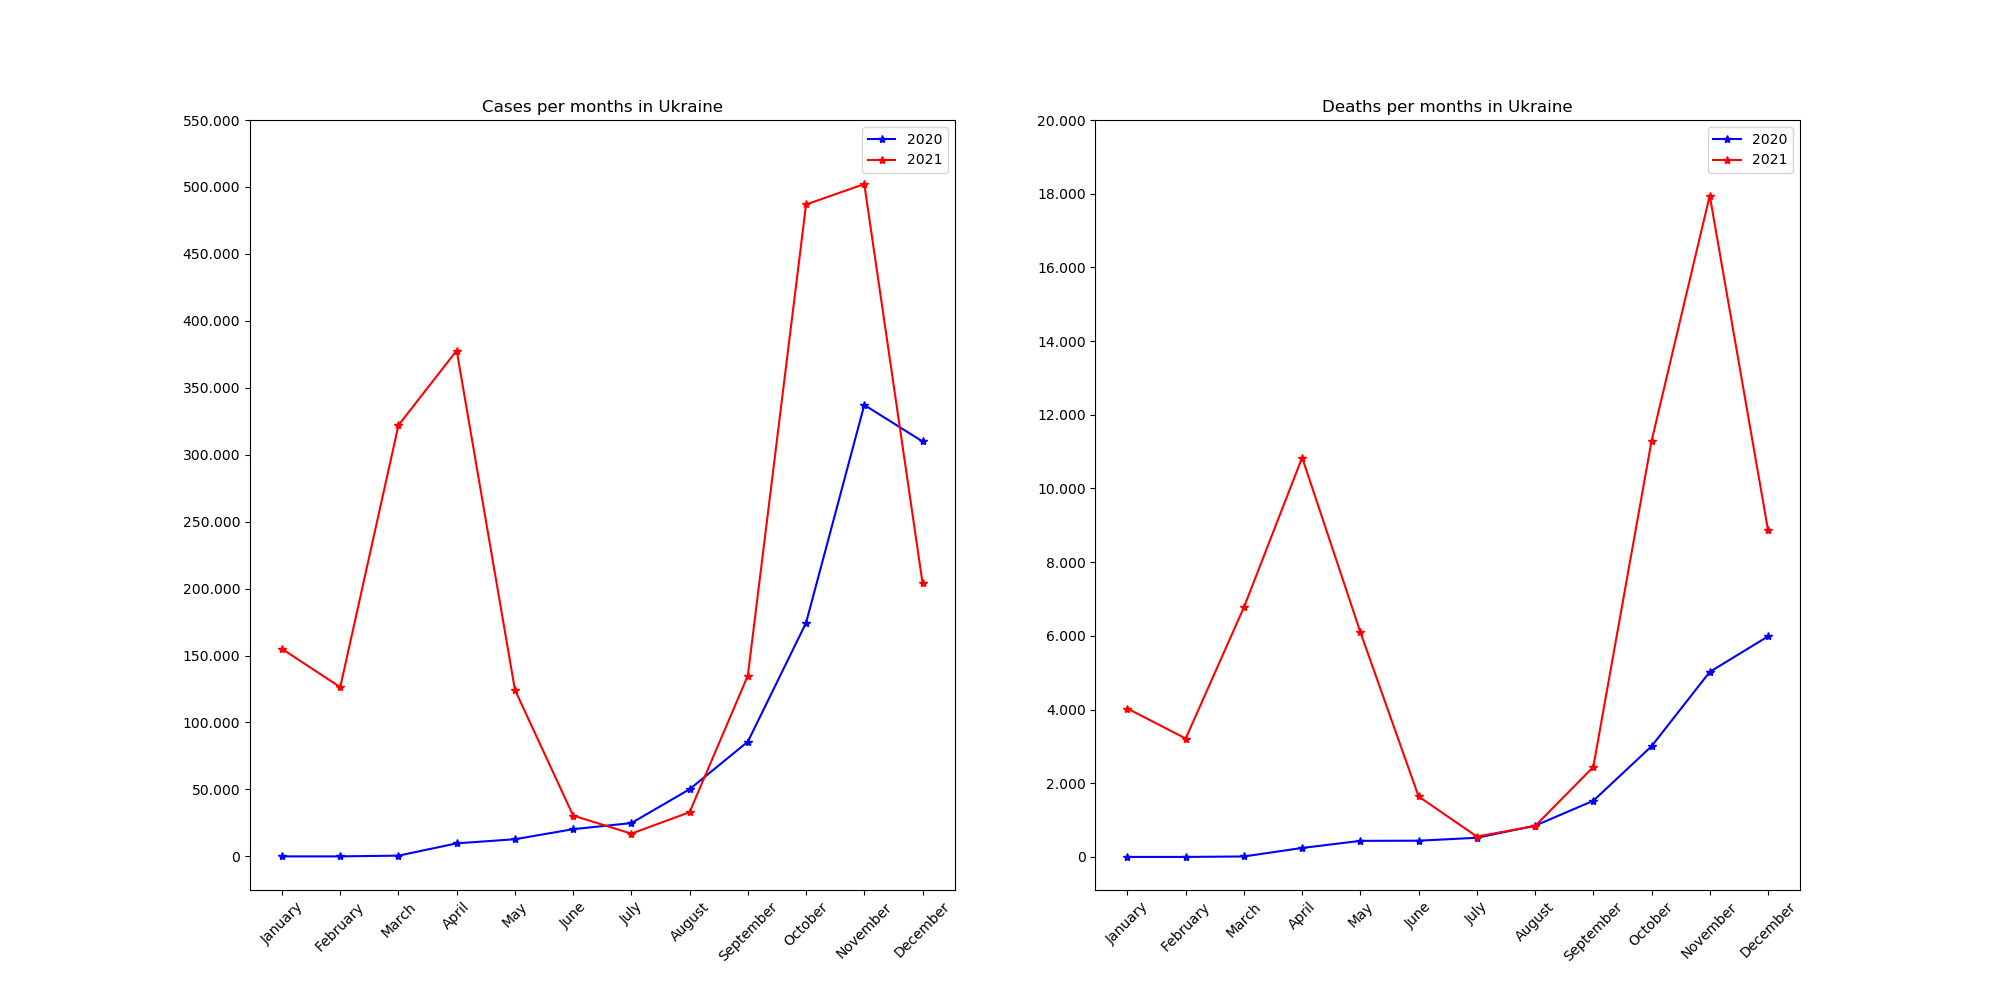 Cases per months in Ukraine
550.000
500.000
450.000
400.000
350.000
300.000
250.000
200.000
150.000
100.000
50.000
0
2020
2021
January
February
March
April
May
June
July
August
September
October
November
December
Deaths per months in Ukraine
20.000
18.000
16.000
14.000
12.000
10.000
8.000
6.000
4.000
2.000
0
2020
2021
January
February
March
April
May
June
July
August
September
October
November
December